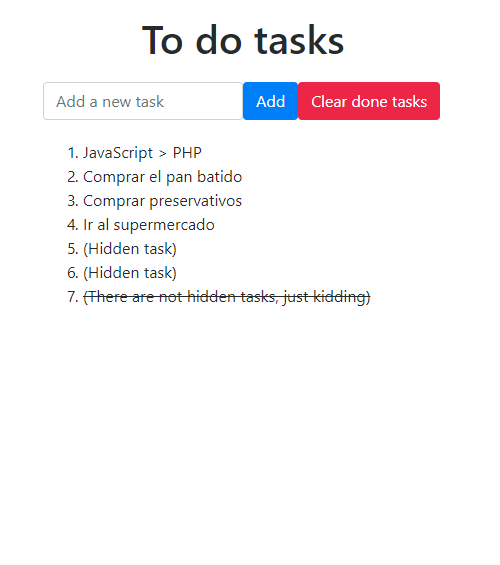 To do tasks
Add a new task Add Clear done tasks
1. JavaScript > PHP
2. Comprar el pan batido
3. Comprar preservativos
4. Ir al supermercado
5. (Hidden task)
6. (Hidden task)
7. (There are not hidden tasks, just kidding)